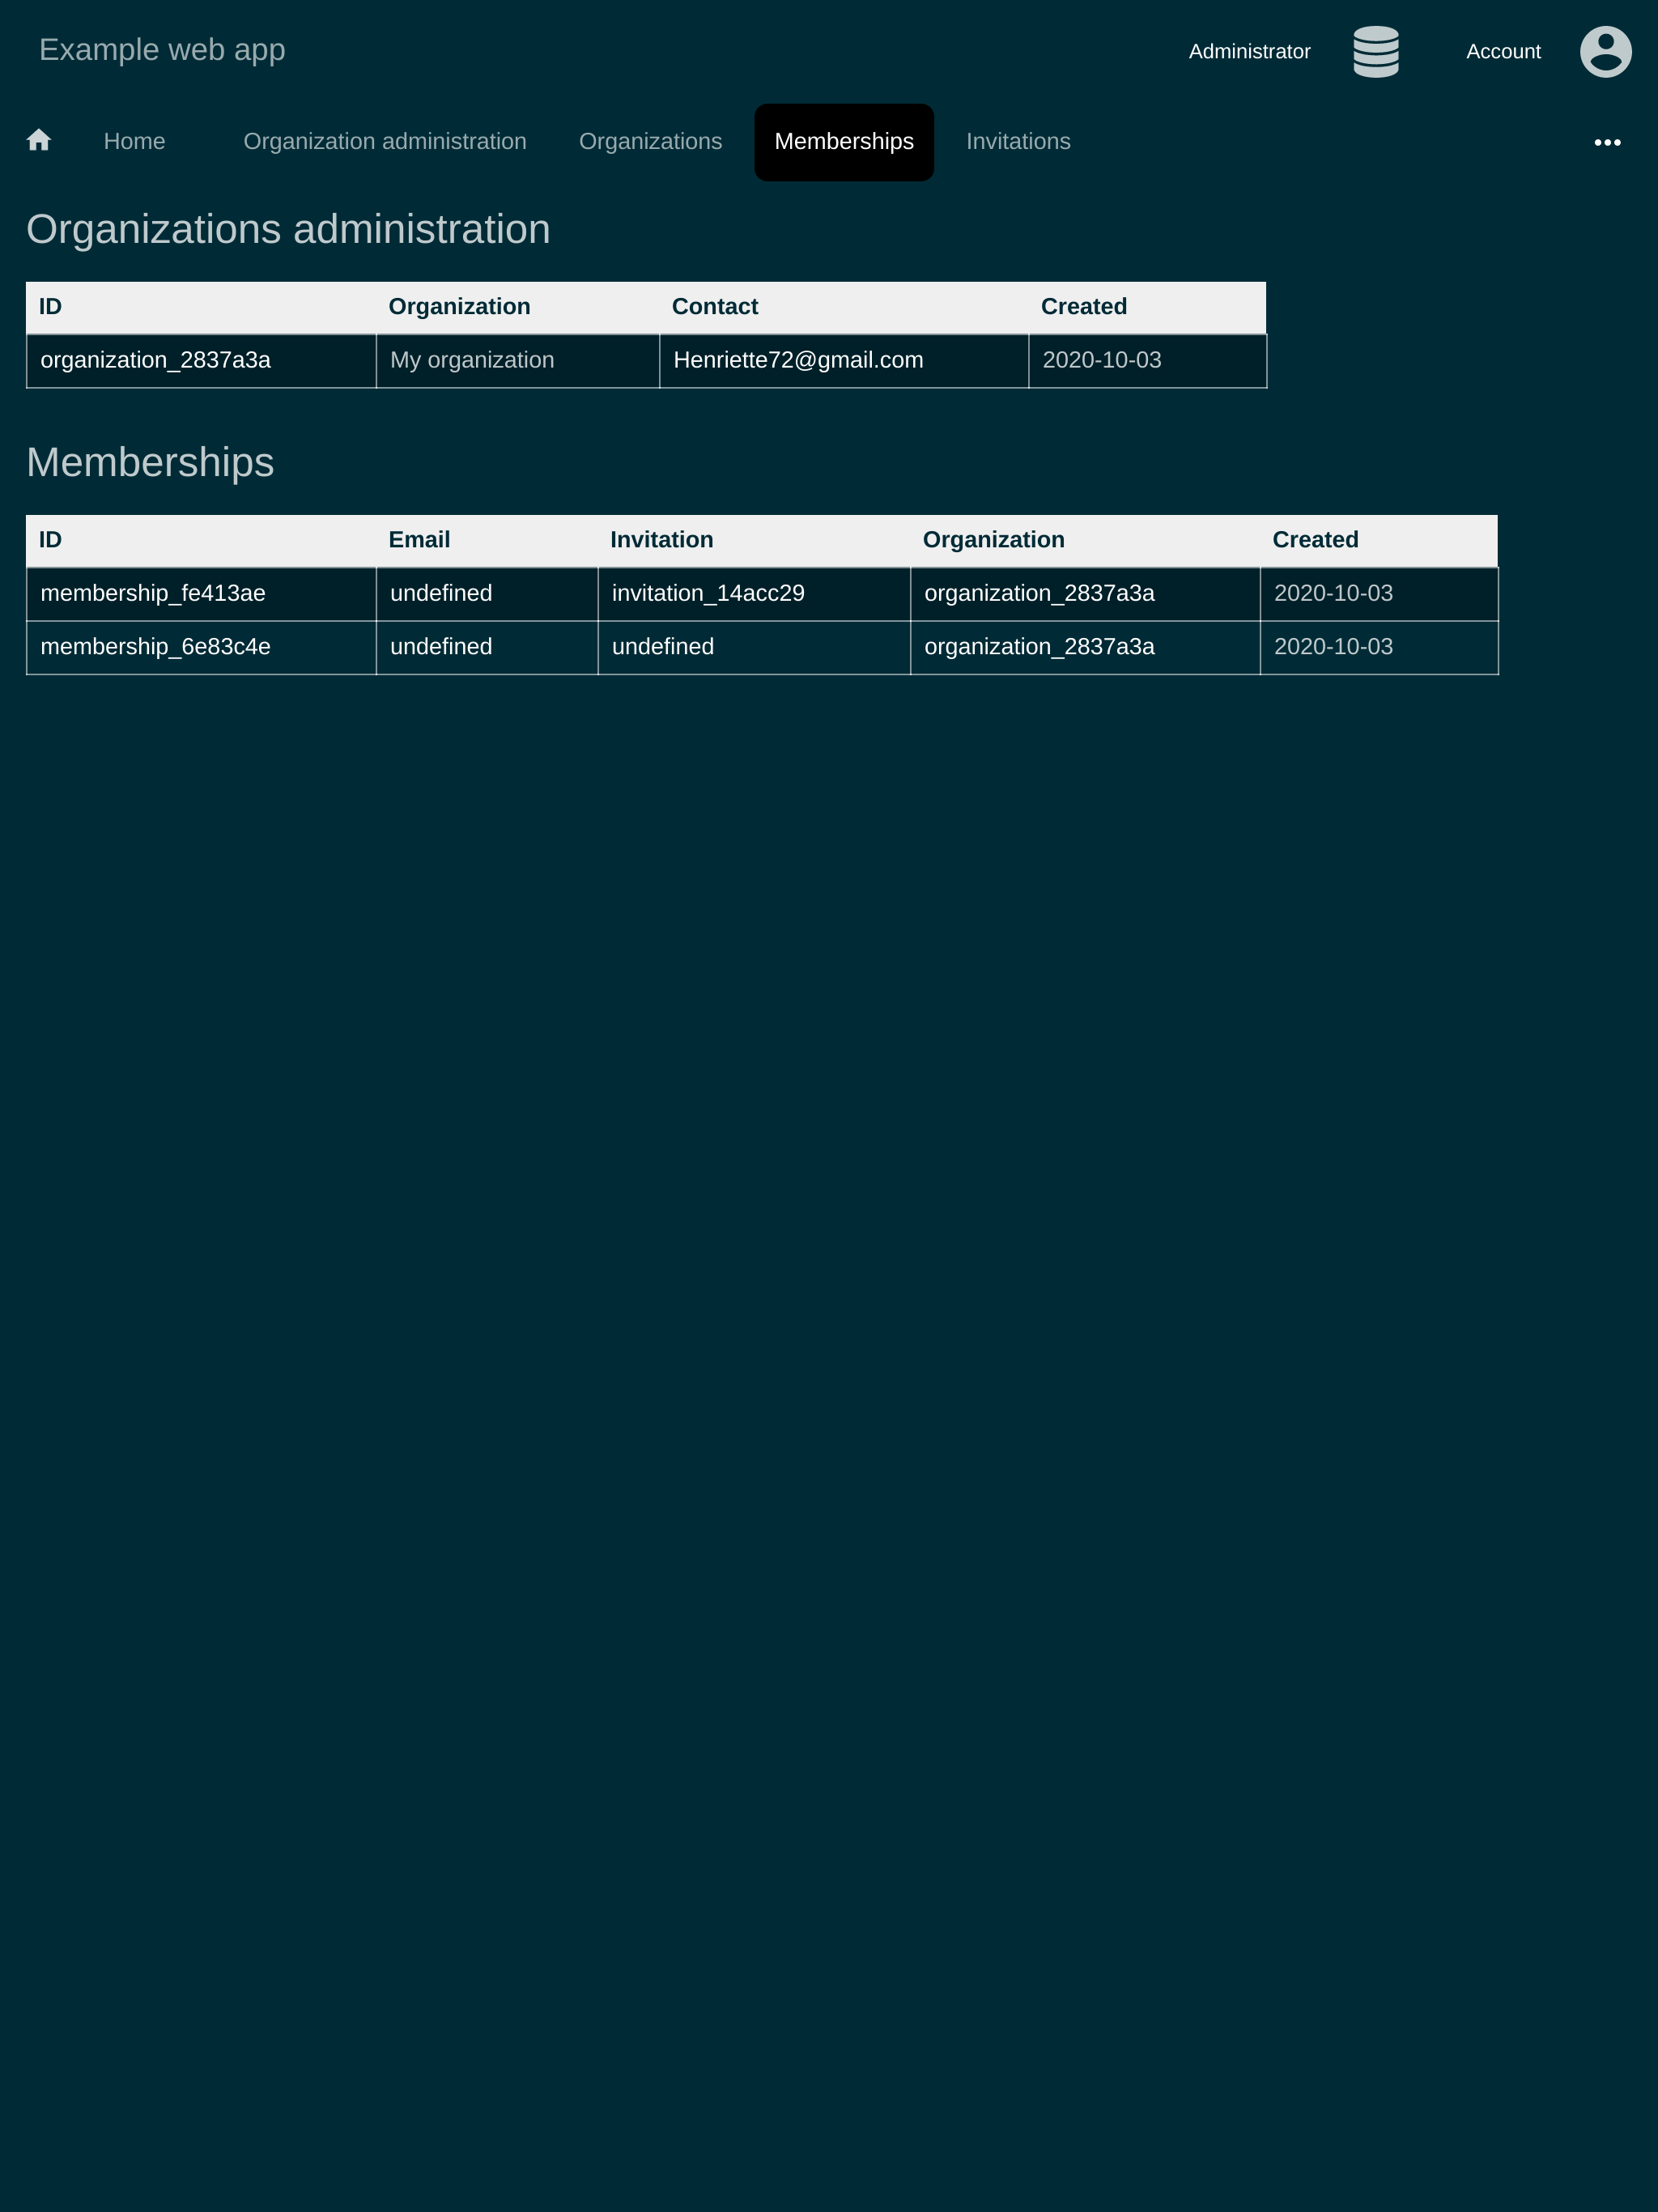 Example web app Administrator Account
Home Organization administration Organizations Memberships Invitations
Organizations administration
ID Organization Contact Created
organization_2837a3a My organization Henriette72@gmail.com 2020-10-03
Memberships
ID Email Invitation Organization Created
membership_fe413ae undefined invitation_14acc29 organization_2837a3a 2020-10-03
membership_6e83c4e undefined undefined organization_2837a3a 2020-10-03